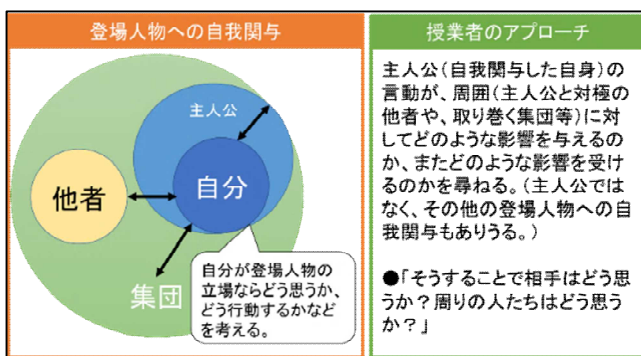 登場人物への自我関与
主人公
自分
他者
集団
自分が登場人物の
立場ならどう思うか、
どう行動するかなど
を考える。
授業者のアプローチ
主人公(自我関与した自身)の
言動が、周囲(主人公と対極の
他者や、取り巻く集団等)に対
してどのような影響を与えるの
か、またどのような影響を受け
るのかを尋ねる。(主人公では
なく、その他の登場人物への自
我関与もありうる。)
●「そうすることで相手はどう思
うか?周りの人たちはどう思う
か?」